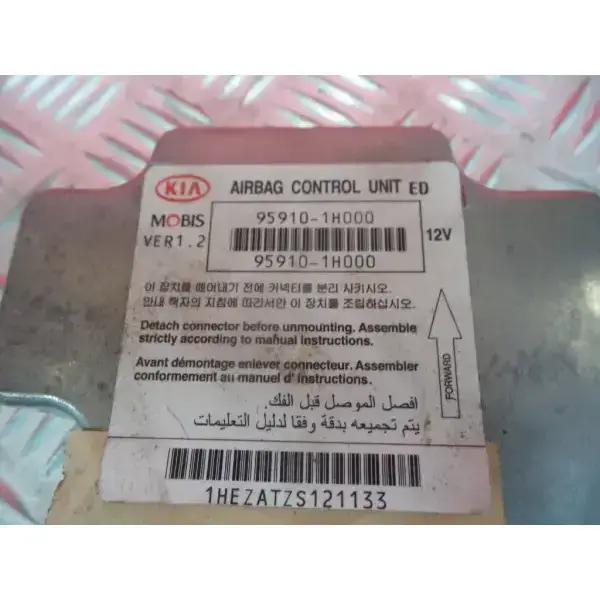 KIA AIRBAG CONTROL UNIT ED
MOBIS
VER1.2
95910-1H000
95910-1H000
12V
이 장치를 떼어내기 전에 커넥터를 분리 시키시오.
안내 책자의 지침에 따라서만 이 장치를 조립하십시오.
Detach connector before unmounting. Assemble
strictly according to manual instructions.
Avant démontage enlever connecteur. Assembler
conformement au manuel d' instructions.
افصل الموصل قبل الفك.
يتم تجميعه بدقة وفقا لدليل التعليمات
FORWARD
1HEZATZS121133